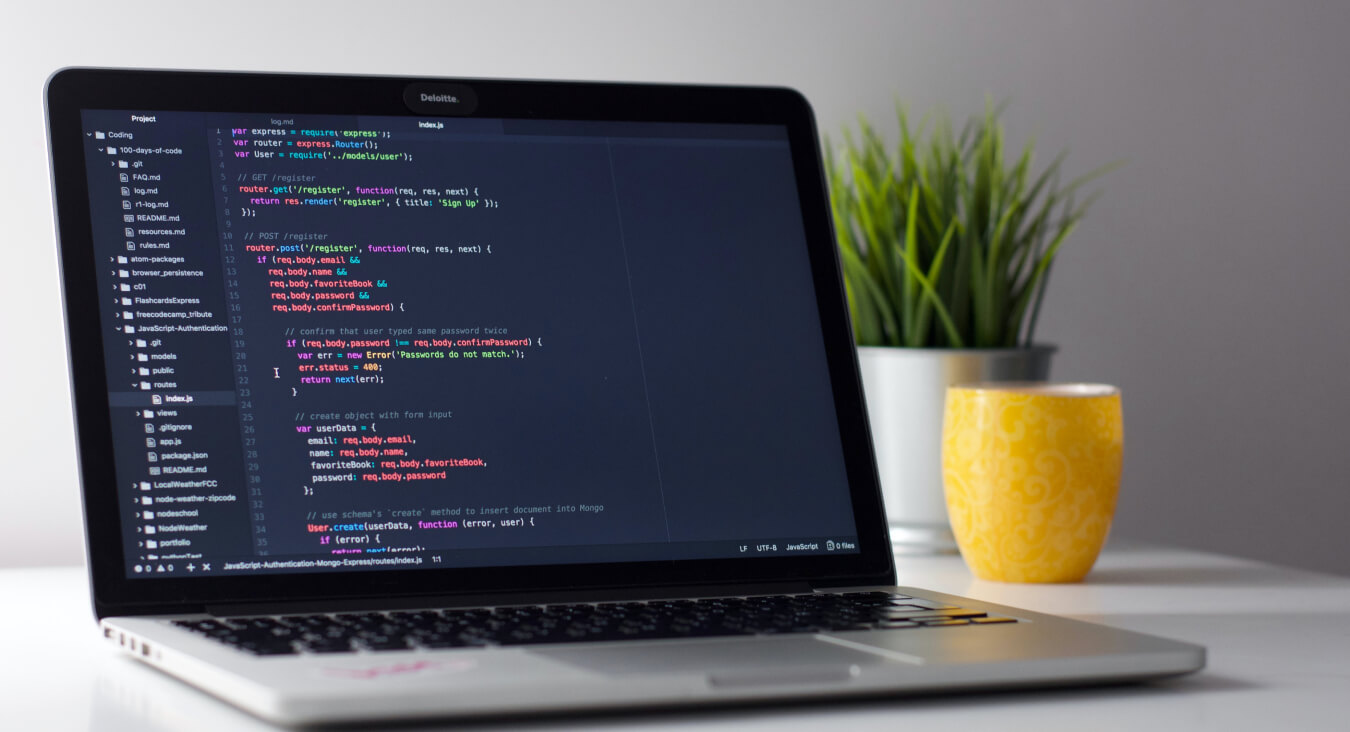 Deloitte.
Project
Coding
100-days-of-code
.git
FAQ.md
log.md
r1-log.md
README.md
resources.md
rules.md
atom-packages
browser_persistence
c01
FlashcardsExpress
freecodecamp_tribute
JavaScript-Authentication
.git
models
public
routes
index.js
views
.gitignore
app.js
package.json
README.md
LocalWeatherFCC
node-weather-zipcode
nodeschool
NodeWeather
portfolio
pythonTest
log.md
index.js
1 var express = require('express');
2 var router = express.Router();
3 var User = require('../models/user');
4
5 // GET /register
6 router.get('/register', function(req, res, next) {
7 return res.render('register', { title: 'Sign Up' });
8 });
9
10 // POST /register
11 router.post('/register', function(req, res, next) {
12 if (req.body.email &&
13 req.body.name &&
14 req.body.favoriteBook &&
15 req.body.password &&
16 req.body.confirmPassword) {
17
18 // confirm that user typed same password twice
19 if (req.body.password !== req.body.confirmPassword) {
20 var err = new Error('Passwords do not match.');
21 err.status = 400;
22 return next(err);
23 }
24
25 // create object with form input
26 var userData = {
27 email: req.body.email,
28 name: req.body.name,
29 favoriteBook: req.body.favoriteBook,
30 password: req.body.password
31 };
32
33 // use schema's `create` method to insert document into Mongo
34 User.create(userData, function (error, user) {
35 if (error) {
36 return next(error);
0 0 + × JavaScript-Authentication-Mongo-Express/routes/index.js 1:1
LF UTF-8 JavaScript 0 files